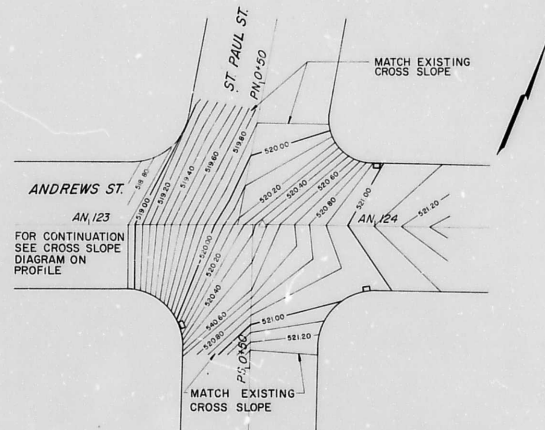 ST. PAUL ST.
PN, 0+50
MATCH EXISTING
CROSS SLOPE
ANDREWS ST.
AN, 123
AN, 124
518.80
519.00
519.20
519.40
519.60
519.80
520.00
520.20
520.40
520.60
520.80
521.00
521.20
FOR CONTINUATION
SEE CROSS SLOPE
DIAGRAM ON
PROFILE
520.00
520.20
520.40
540.60
520.80
521.00
521.20
PS, 0+50
MATCH EXISTING
CROSS SLOPE